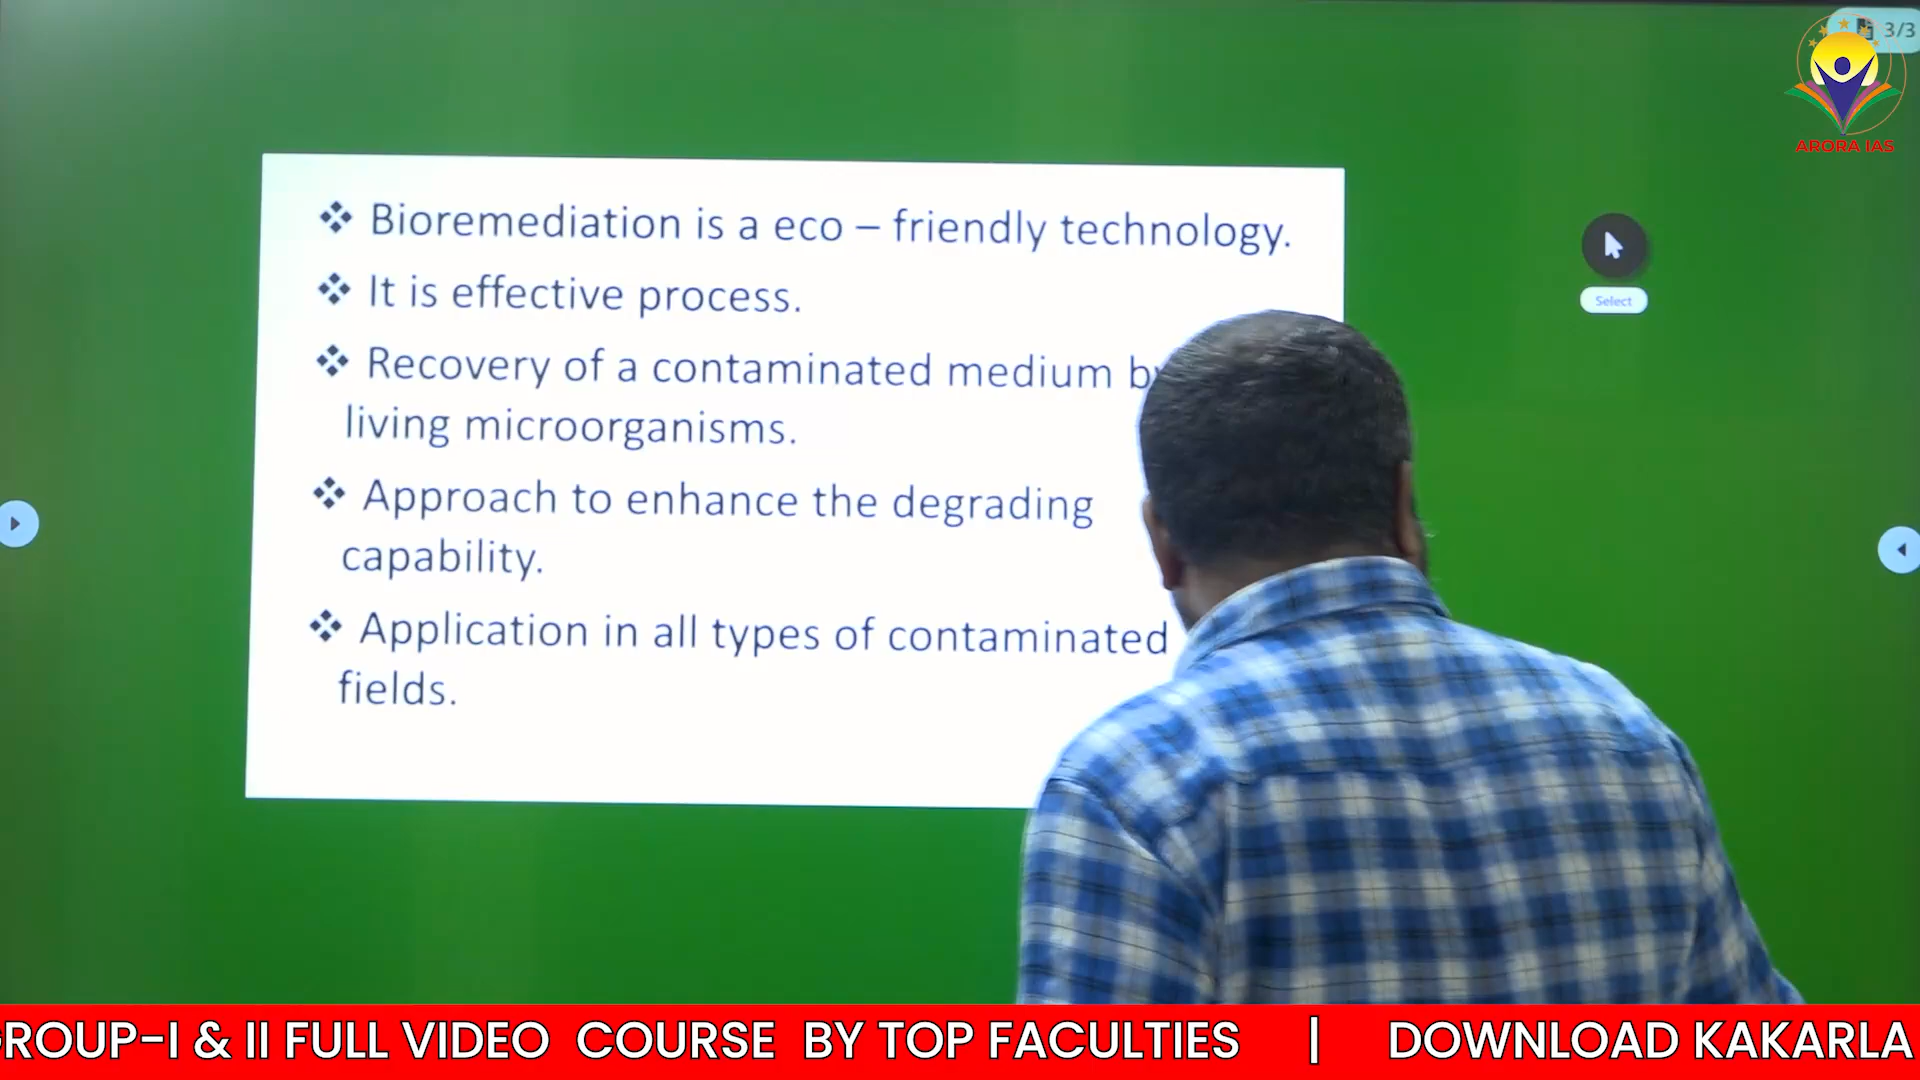 3/3
ARORA IAS
❖ Bioremediation is a eco – friendly technology.
Select
❖ It is effective process.
❖ Recovery of a contaminated medium by
living microorganisms.
❖ Approach to enhance the degrading
capability.
❖ Application in all types of contaminated
fields.
GROUP-I & II FULL VIDEO COURSE BY TOP FACULTIES | DOWNLOAD KAKARLA